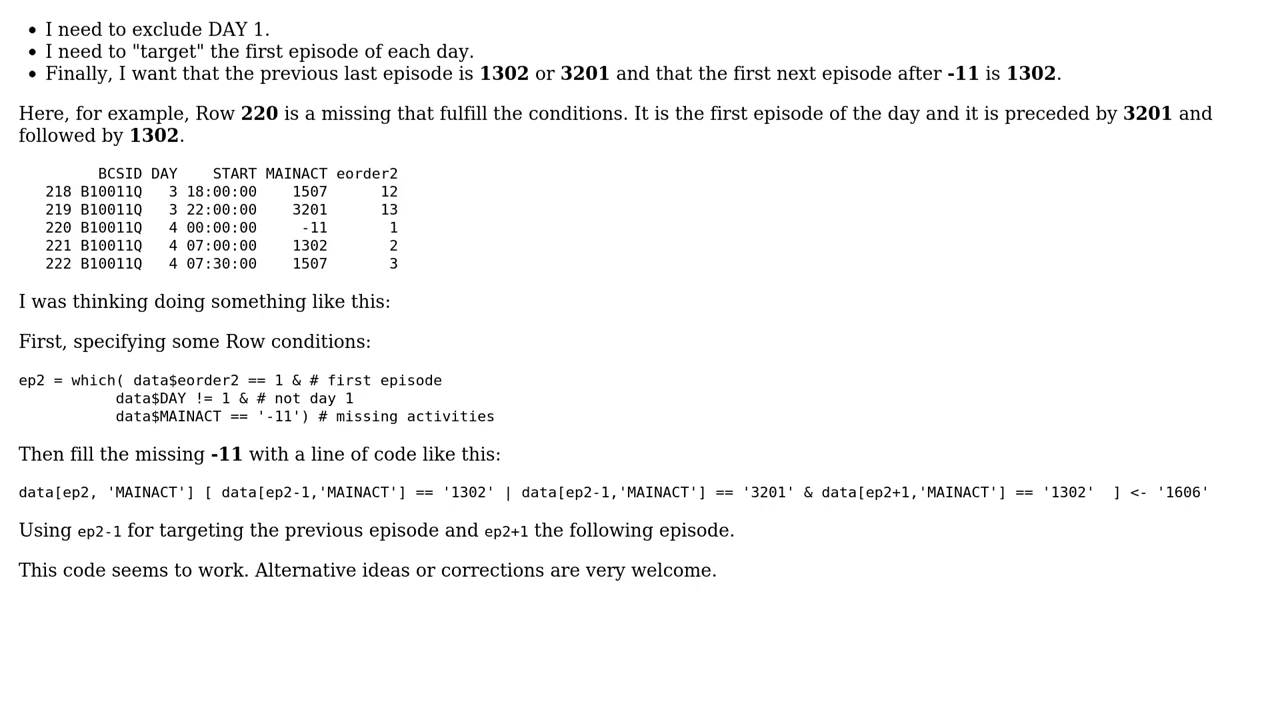 • I need to exclude DAY 1.
• I need to "target" the first episode of each day.
• Finally, I want that the previous last episode is 1302 or 3201 and that the first next episode after -11 is 1302.
Here, for example, Row 220 is a missing that fulfill the conditions. It is the first episode of the day and it is preceded by 3201 and
followed by 1302.
         BCSID DAY    START MAINACT eorder2
   218 B10011Q   3 18:00:00    1507      12
   219 B10011Q   3 22:00:00    3201      13
   220 B10011Q   4 00:00:00     -11       1
   221 B10011Q   4 07:00:00    1302       2
   222 B10011Q   4 07:30:00    1507       3
I was thinking doing something like this:
First, specifying some Row conditions:
ep2 = which( data$eorder2 == 1 & # first episode
           data$DAY != 1 & # not day 1
           data$MAINACT == '-11') # missing activities
Then fill the missing -11 with a line of code like this:
data[ep2, 'MAINACT'] [ data[ep2-1,'MAINACT'] == '1302' | data[ep2-1,'MAINACT'] == '3201' & data[ep2+1,'MAINACT'] == '1302'  ] <- '1606'
Using ep2-1 for targeting the previous episode and ep2+1 the following episode.
This code seems to work. Alternative ideas or corrections are very welcome.